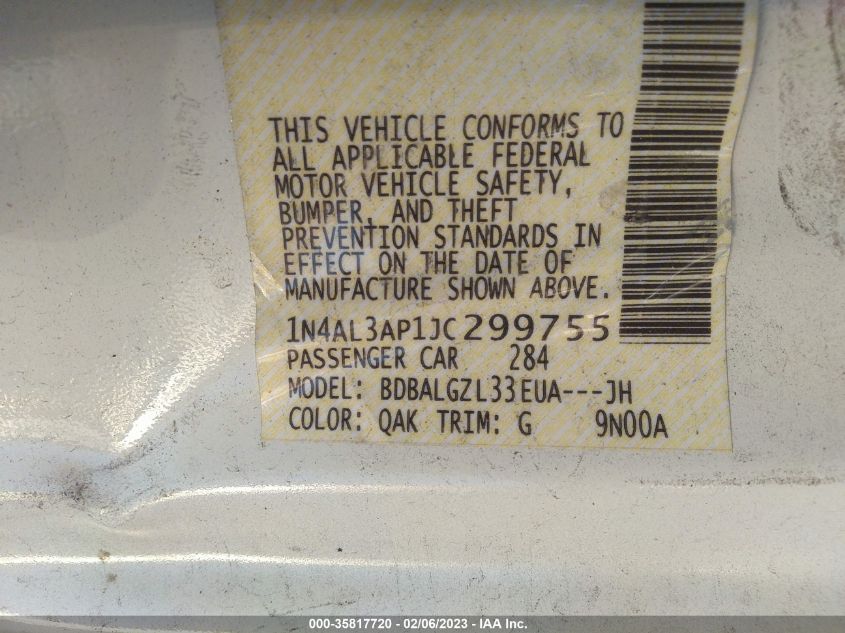 THIS VEHICLE CONFORMS TO
ALL APPLICABLE FEDERAL
MOTOR VEHICLE SAFETY,
BUMPER, AND THEFT
PREVENTION STANDARDS IN
EFFECT ON THE DATE OF
MANUFACTURE SHOWN ABOVE.
1N4AL3AP1JC299755
PASSENGER CAR 284
MODEL: BDBALGZL33EUA---JH
COLOR: QAK TRIM: G 9N00A
000-35817720 - 02/06/2023 - IAA Inc.